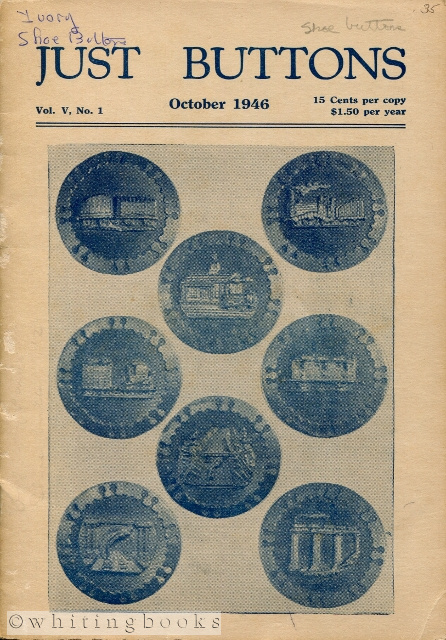 Ivory
Shoe Buttons
Shoe buttons
.35
JUST BUTTONS
Vol. V, No. 1
October 1946
15 Cents per copy
$1.50 per year
© whitingbooks